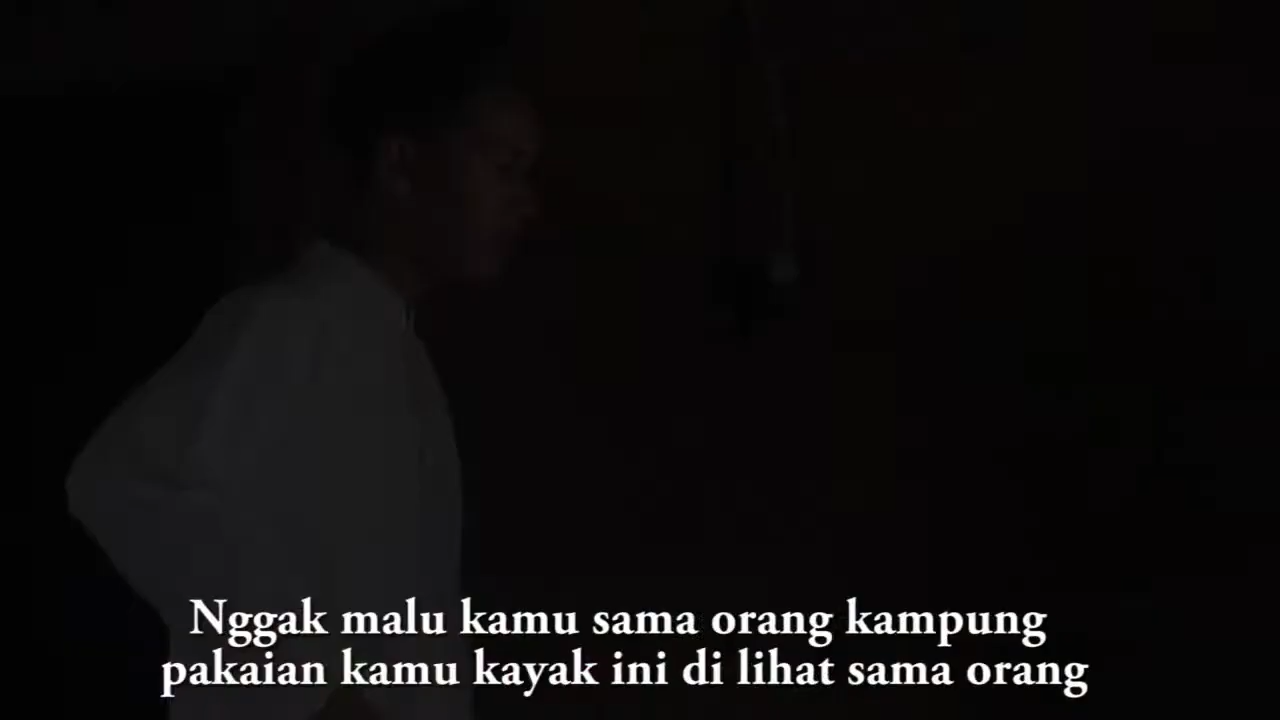 Nggak malu kamu sama orang kampung
pakaian kamu kayak ini di lihat sama orang